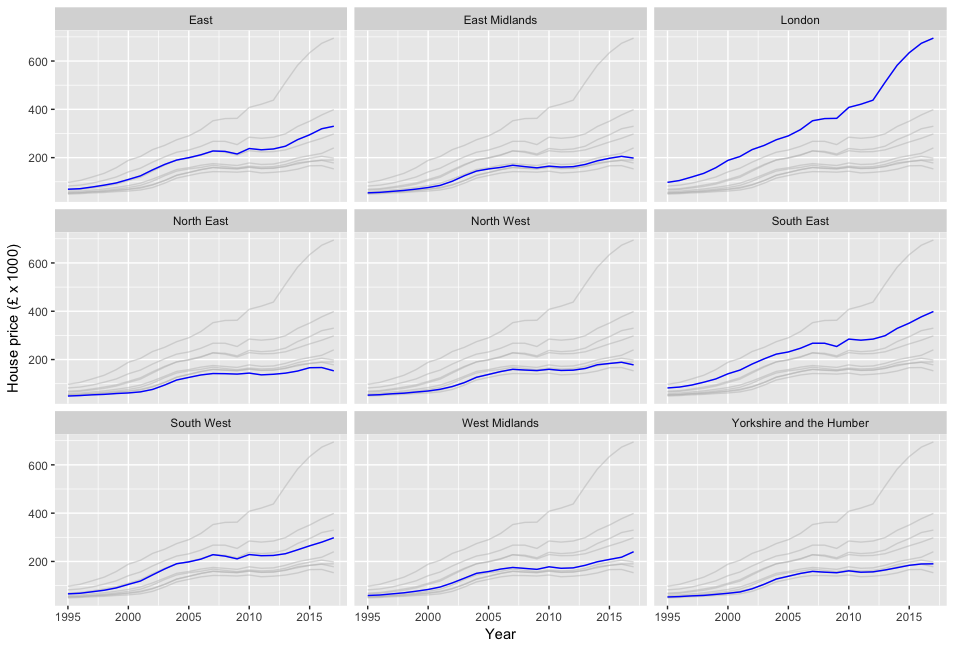 East East Midlands London
600
400
200
North East North West South East
600
400
200
South West West Midlands Yorkshire and the Humber
600
400
200
1995 2000 2005 2010 2015 1995 2000 2005 2010 2015 1995 2000 2005 2010 2015
Year
House price (£ x 1000)